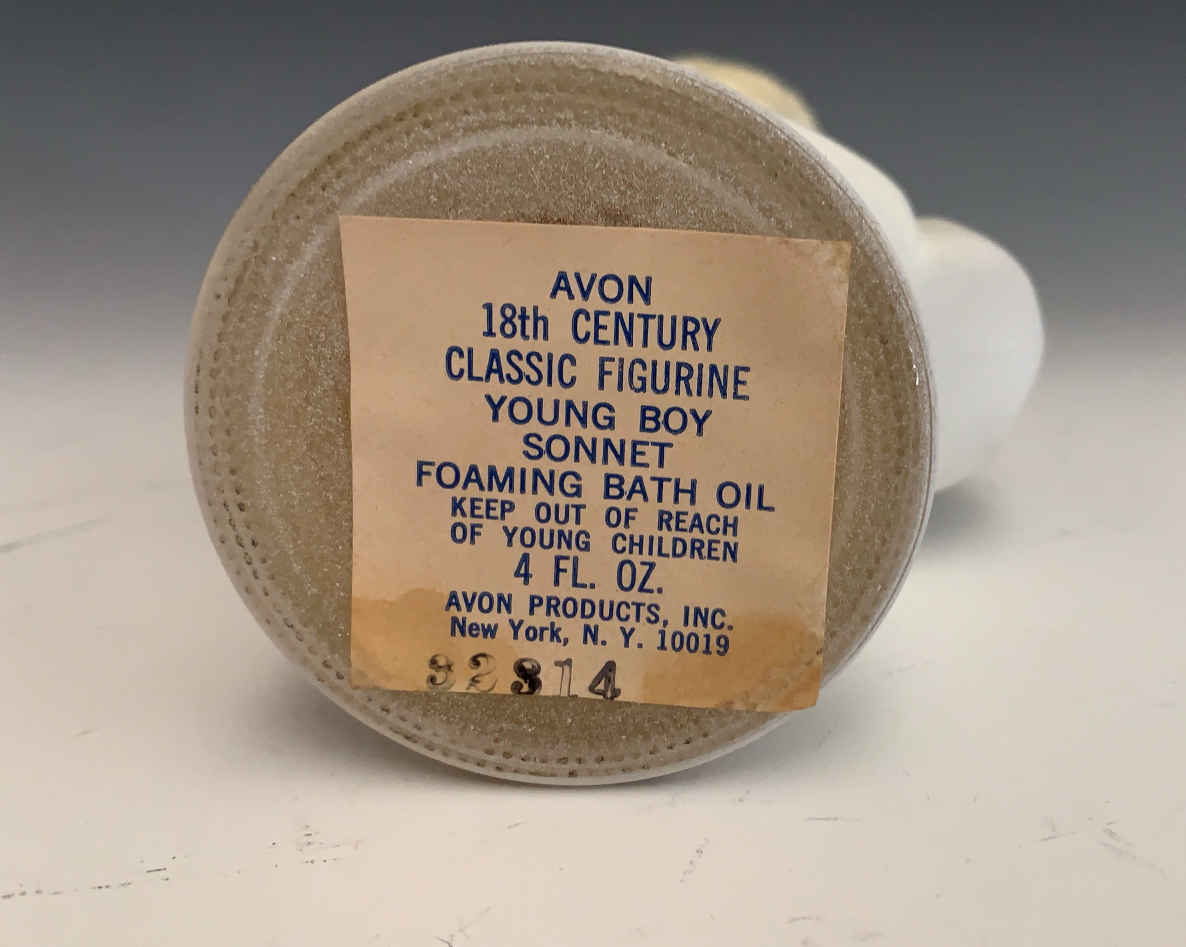 AVON
18th CENTURY
CLASSIC FIGURINE
YOUNG BOY
SONNET
FOAMING BATH OIL
KEEP OUT OF REACH
OF YOUNG CHILDREN
4 FL. OZ.
AVON PRODUCTS, INC.
New York, N. Y. 10019
32314